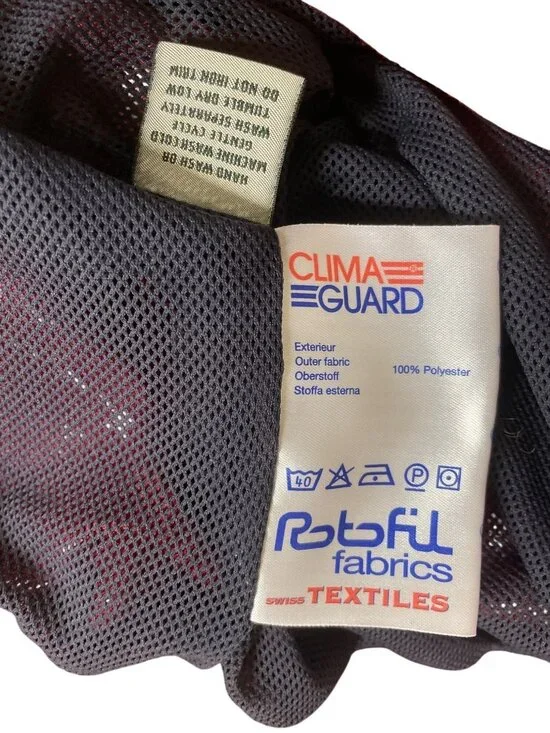 HAND WASH OR
MACHINE WASH COLD
GENTLE CYCLE
WASH SEPARATELY
TUMBLE DRY LOW
DO NOT IRON TRIM
CLIMA
GUARD
Exterieur
Outer fabric
Oberstoff
Stoffa esterna
100% Polyester
40 P
Rotofil
fabrics
swiss TEXTILES